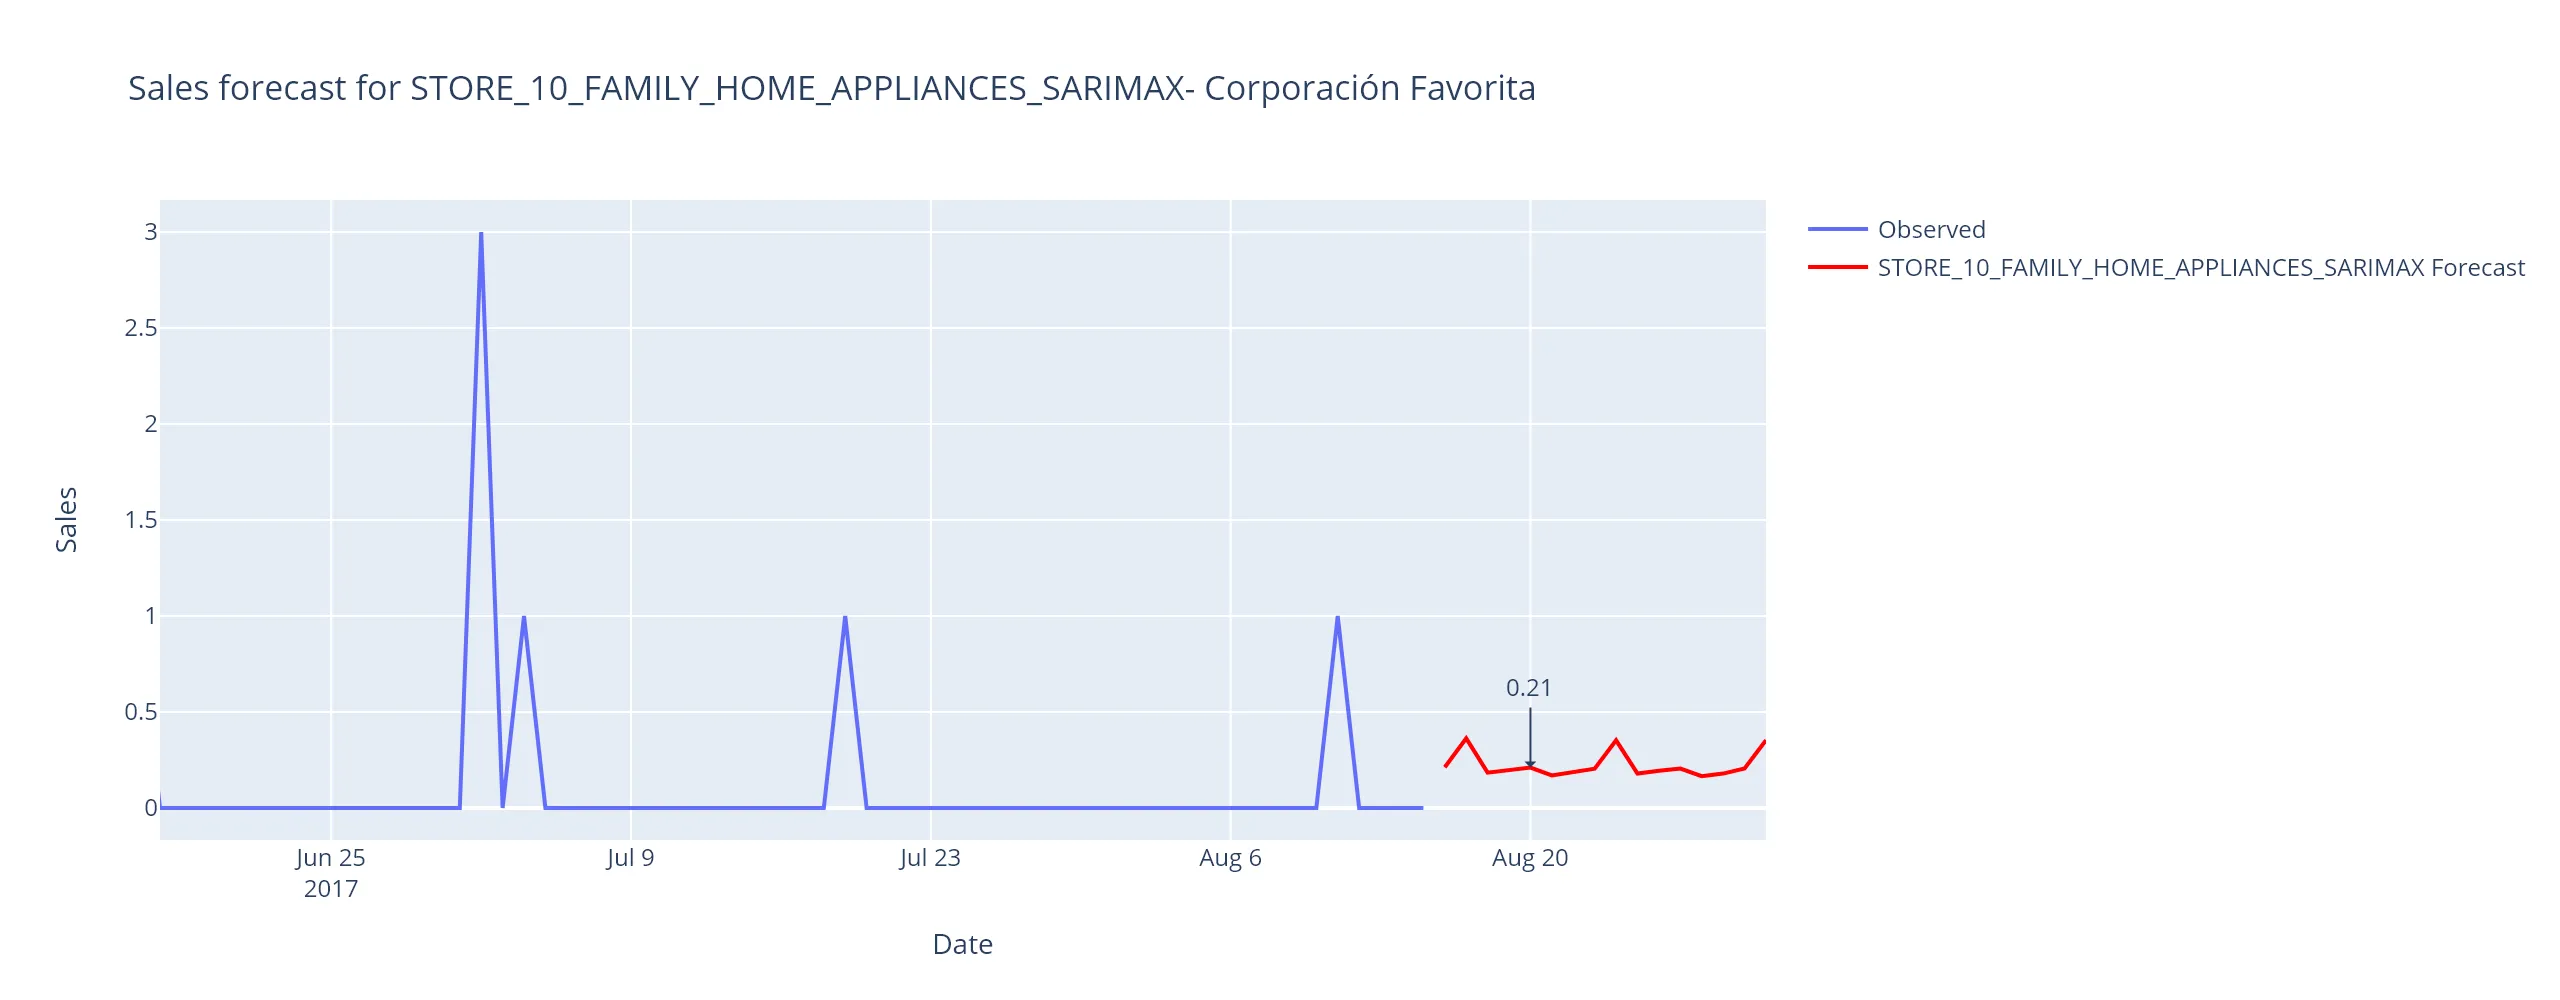 Sales forecast for STORE_10_FAMILY_HOME_APPLIANCES_SARIMAX- Corporación Favorita
Observed
STORE_10_FAMILY_HOME_APPLIANCES_SARIMAX Forecast
3
2.5
2
1.5
1
0.5
0
Sales
0.21
Jun 25
2017
Jul 9
Jul 23
Aug 6
Aug 20
Date